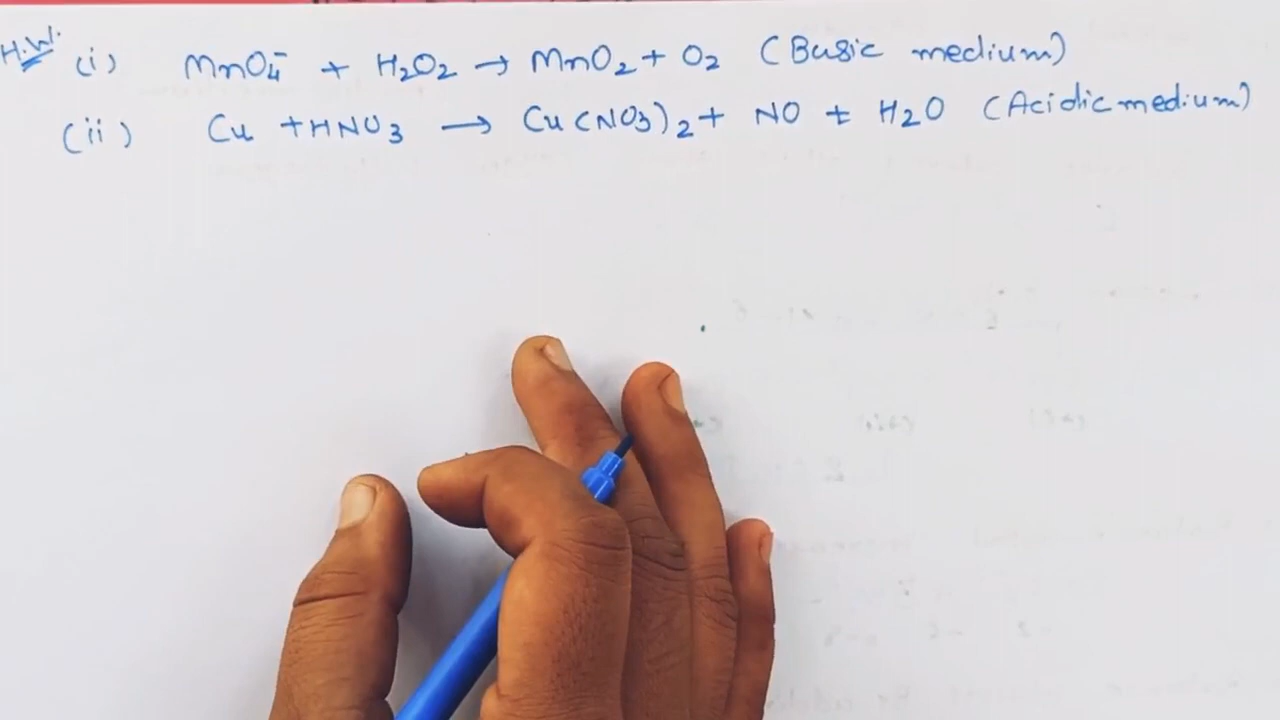 H.W. (i) MnO₄⁻ + H₂O₂ → MnO₂ + O₂ (Basic medium)
(ii) Cu + HNO₃ → Cu(NO₃)₂ + NO + H₂O (Acidic medium)